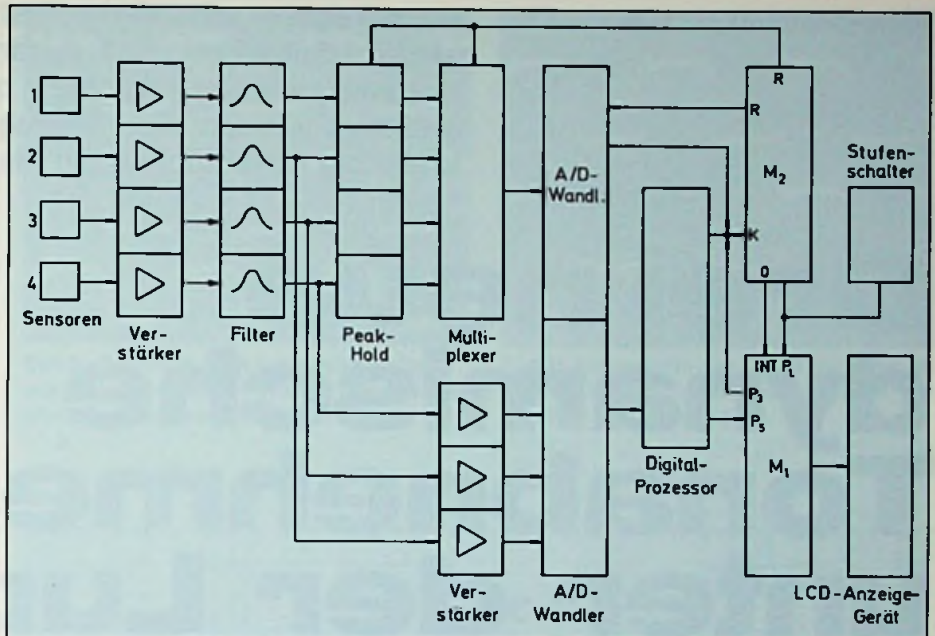 1
2
3
4
Sensoren
Ver-
stärker
Filter
Peak-
Hold
Multi-
plexer
A/D-
Wandl.
Digital-
Prozessor
R
R
M₂
K
0
Stufen-
schalter
INT P_L
P₃
P₅
M₁
LCD-Anzeige-
Gerät
Ver-
stärker
A/D-
Wandler